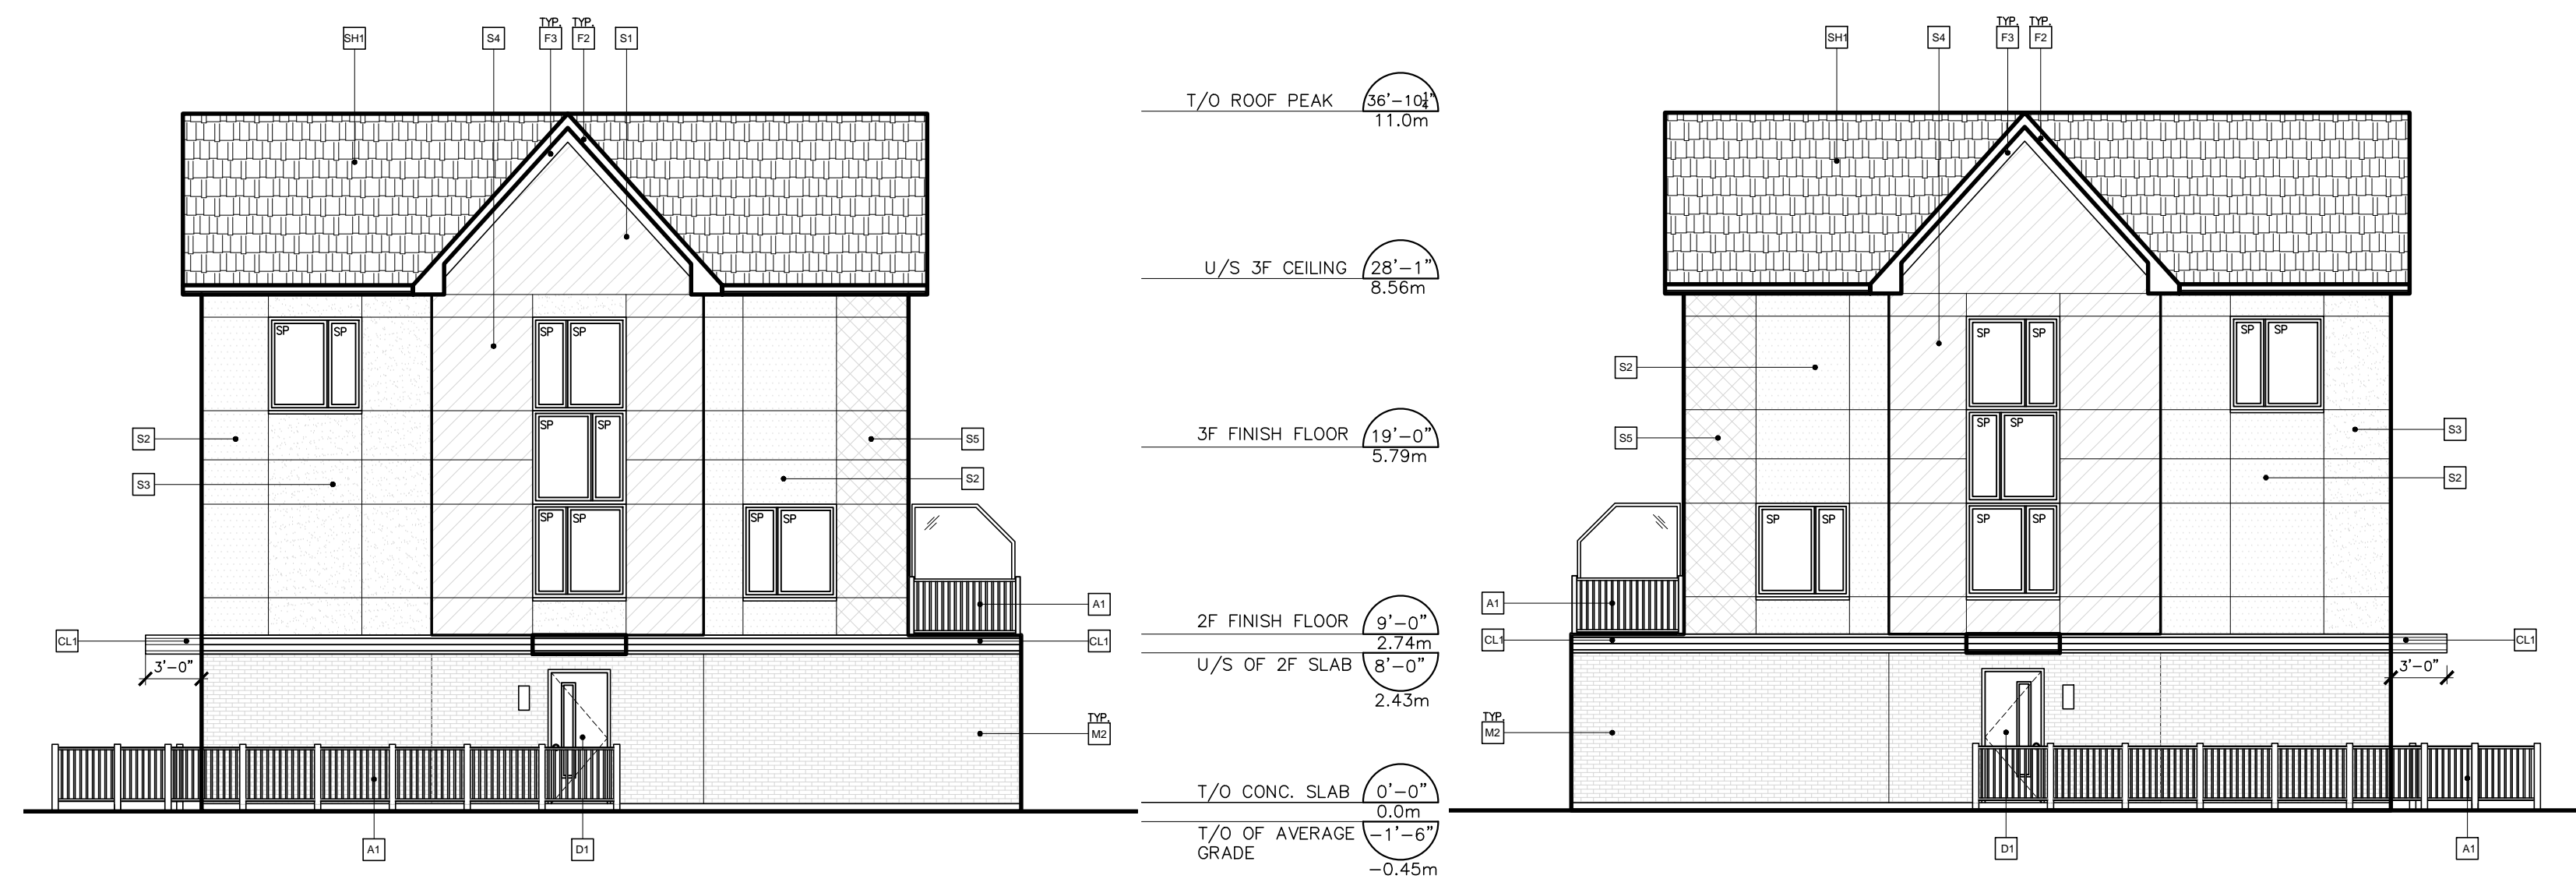 TYP. TYP.
SH1 S4 F3 F2 S1
SP SP SP SP
SP SP
SP SP SP SP
S2
S3
S5
S2
A1
CL1
CL1
3'-0"
TYP.
M2
A1 D1
T/O ROOF PEAK 36'-10¼"
11.0m
U/S 3F CEILING 28'-1"
8.56m
3F FINISH FLOOR 19'-0"
5.79m
2F FINISH FLOOR 9'-0"
2.74m
U/S OF 2F SLAB 8'-0"
2.43m
T/O CONC. SLAB 0'-0"
0.0m
T/O OF AVERAGE -1'-6"
GRADE
-0.45m
TYP. TYP.
SH1 S4 F3 F2
SP SP SP SP
SP SP
SP SP SP SP
S2
S5
S3
S2
A1
CL1
CL1
3'-0"
TYP.
M2
D1 A1